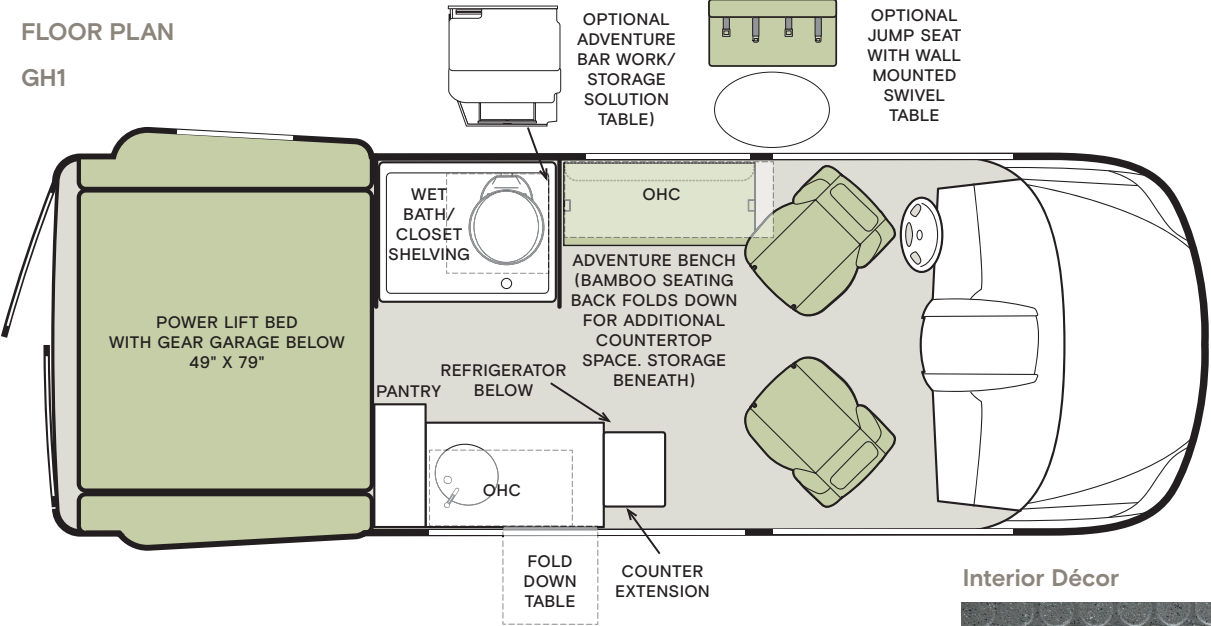 FLOOR PLAN
GH1
OPTIONAL
ADVENTURE
BAR WORK/
STORAGE
SOLUTION
TABLE)
OPTIONAL
JUMP SEAT
WITH WALL
MOUNTED
SWIVEL
TABLE
WET
BATH/
CLOSET
SHELVING
OHC
ADVENTURE BENCH
(BAMBOO SEATING
BACK FOLDS DOWN
FOR ADDITIONAL
COUNTERTOP
SPACE. STORAGE
BENEATH)
POWER LIFT BED
WITH GEAR GARAGE BELOW
49" X 79"
REFRIGERATOR
BELOW
PANTRY
OHC
FOLD
DOWN
TABLE
COUNTER
EXTENSION
Interior Décor